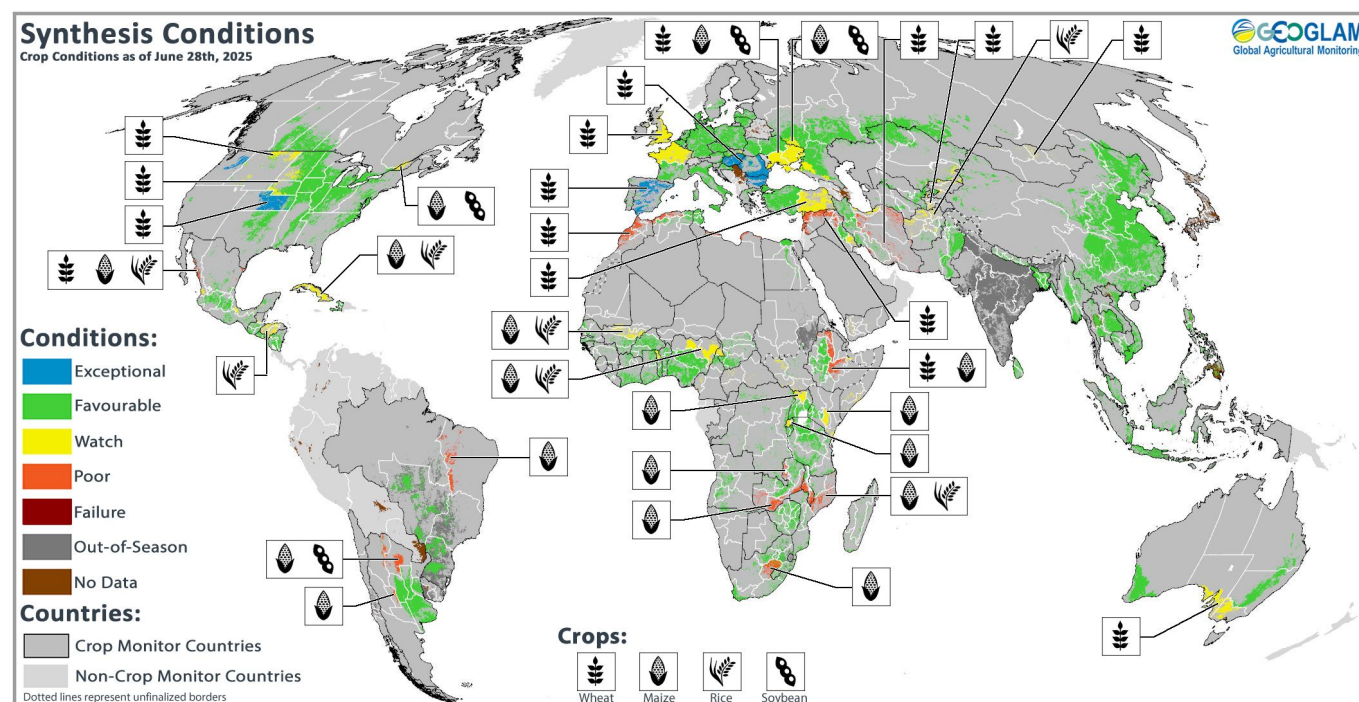 Synthesis Conditions
Crop Conditions as of June 28th, 2025
GEOGLAM
Global Agricultural Monitoring
Conditions:
Exceptional
Favourable
Watch
Poor
Failure
Out-of-Season
No Data
Countries:
Crop Monitor Countries
Non-Crop Monitor Countries
Dotted lines represent unfinalized borders
Crops:
Wheat
Maize
Rice
Soybean